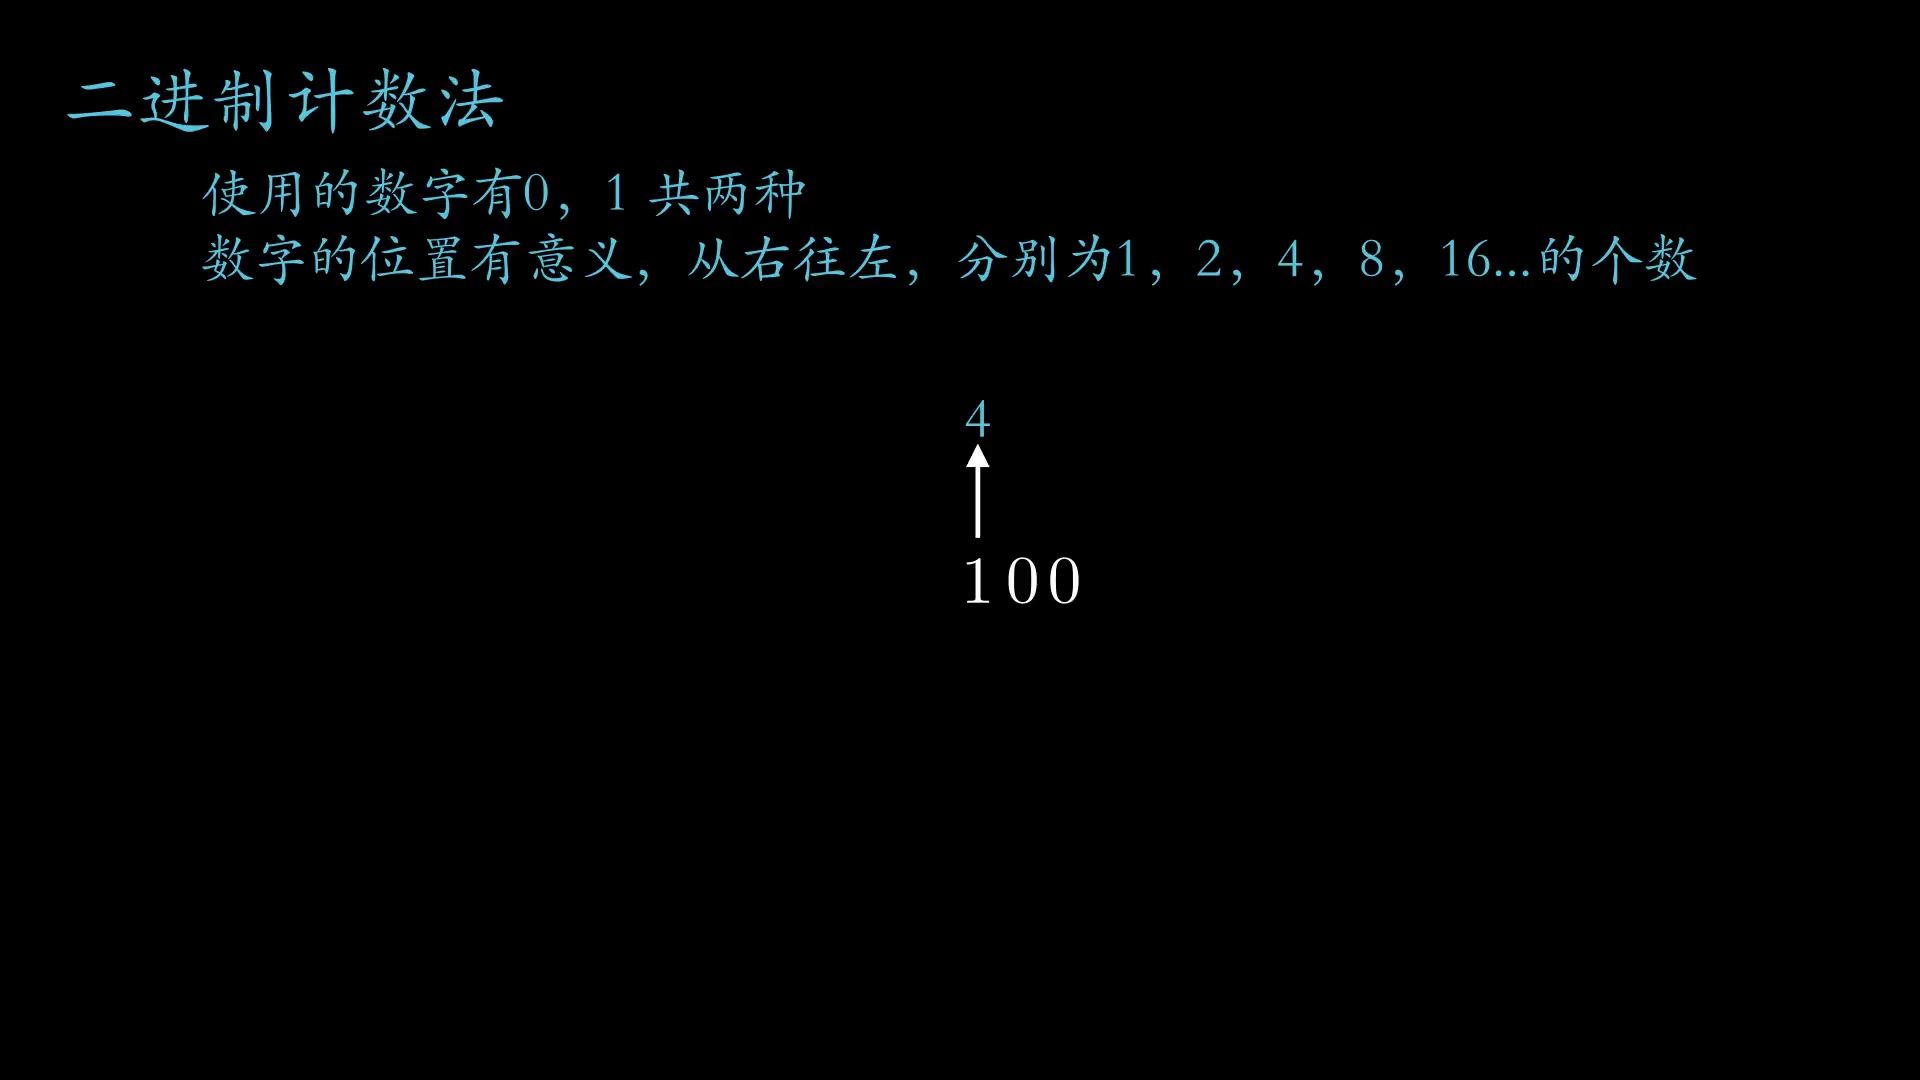 二进制计数法
使用的数字有0，1 共两种
数字的位置有意义，从右往左，分别为1，2，4，8，16...的个数
4
100